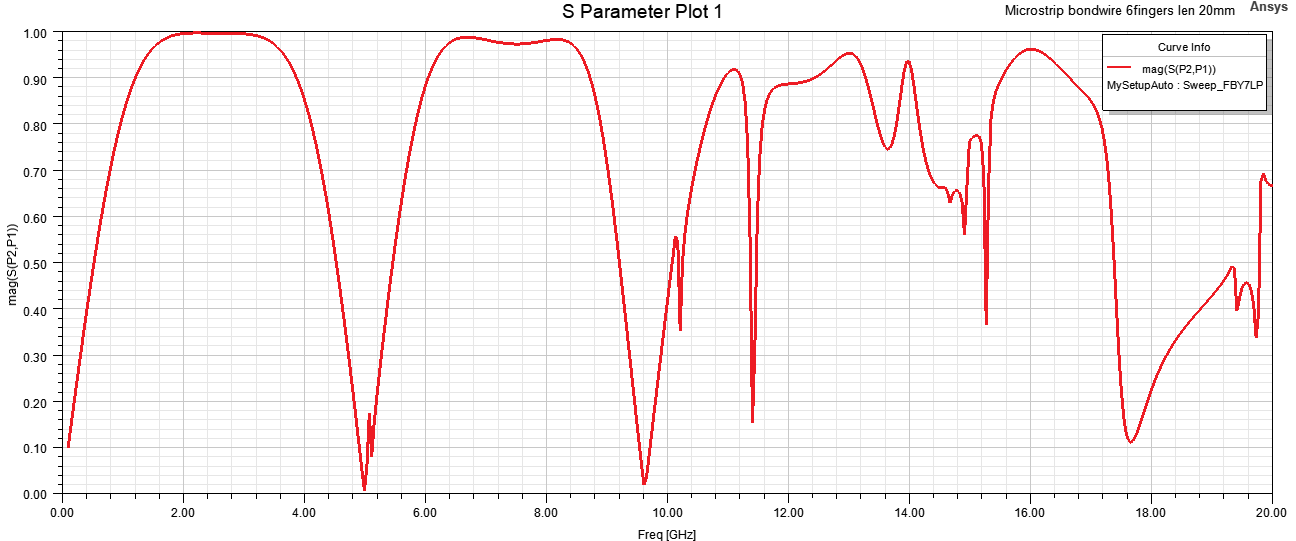 S Parameter Plot 1
Microstrip bondwire 6fingers len 20mm
Ansys
Curve Info
mag(S(P2,P1))
MySetupAuto : Sweep_FBY7LP
mag(S(P2,P1))
1.00
0.90
0.80
0.70
0.60
0.50
0.40
0.30
0.20
0.10
0.00
0.00 2.00 4.00 6.00 8.00 10.00 12.00 14.00 16.00 18.00 20.00
Freq [GHz]